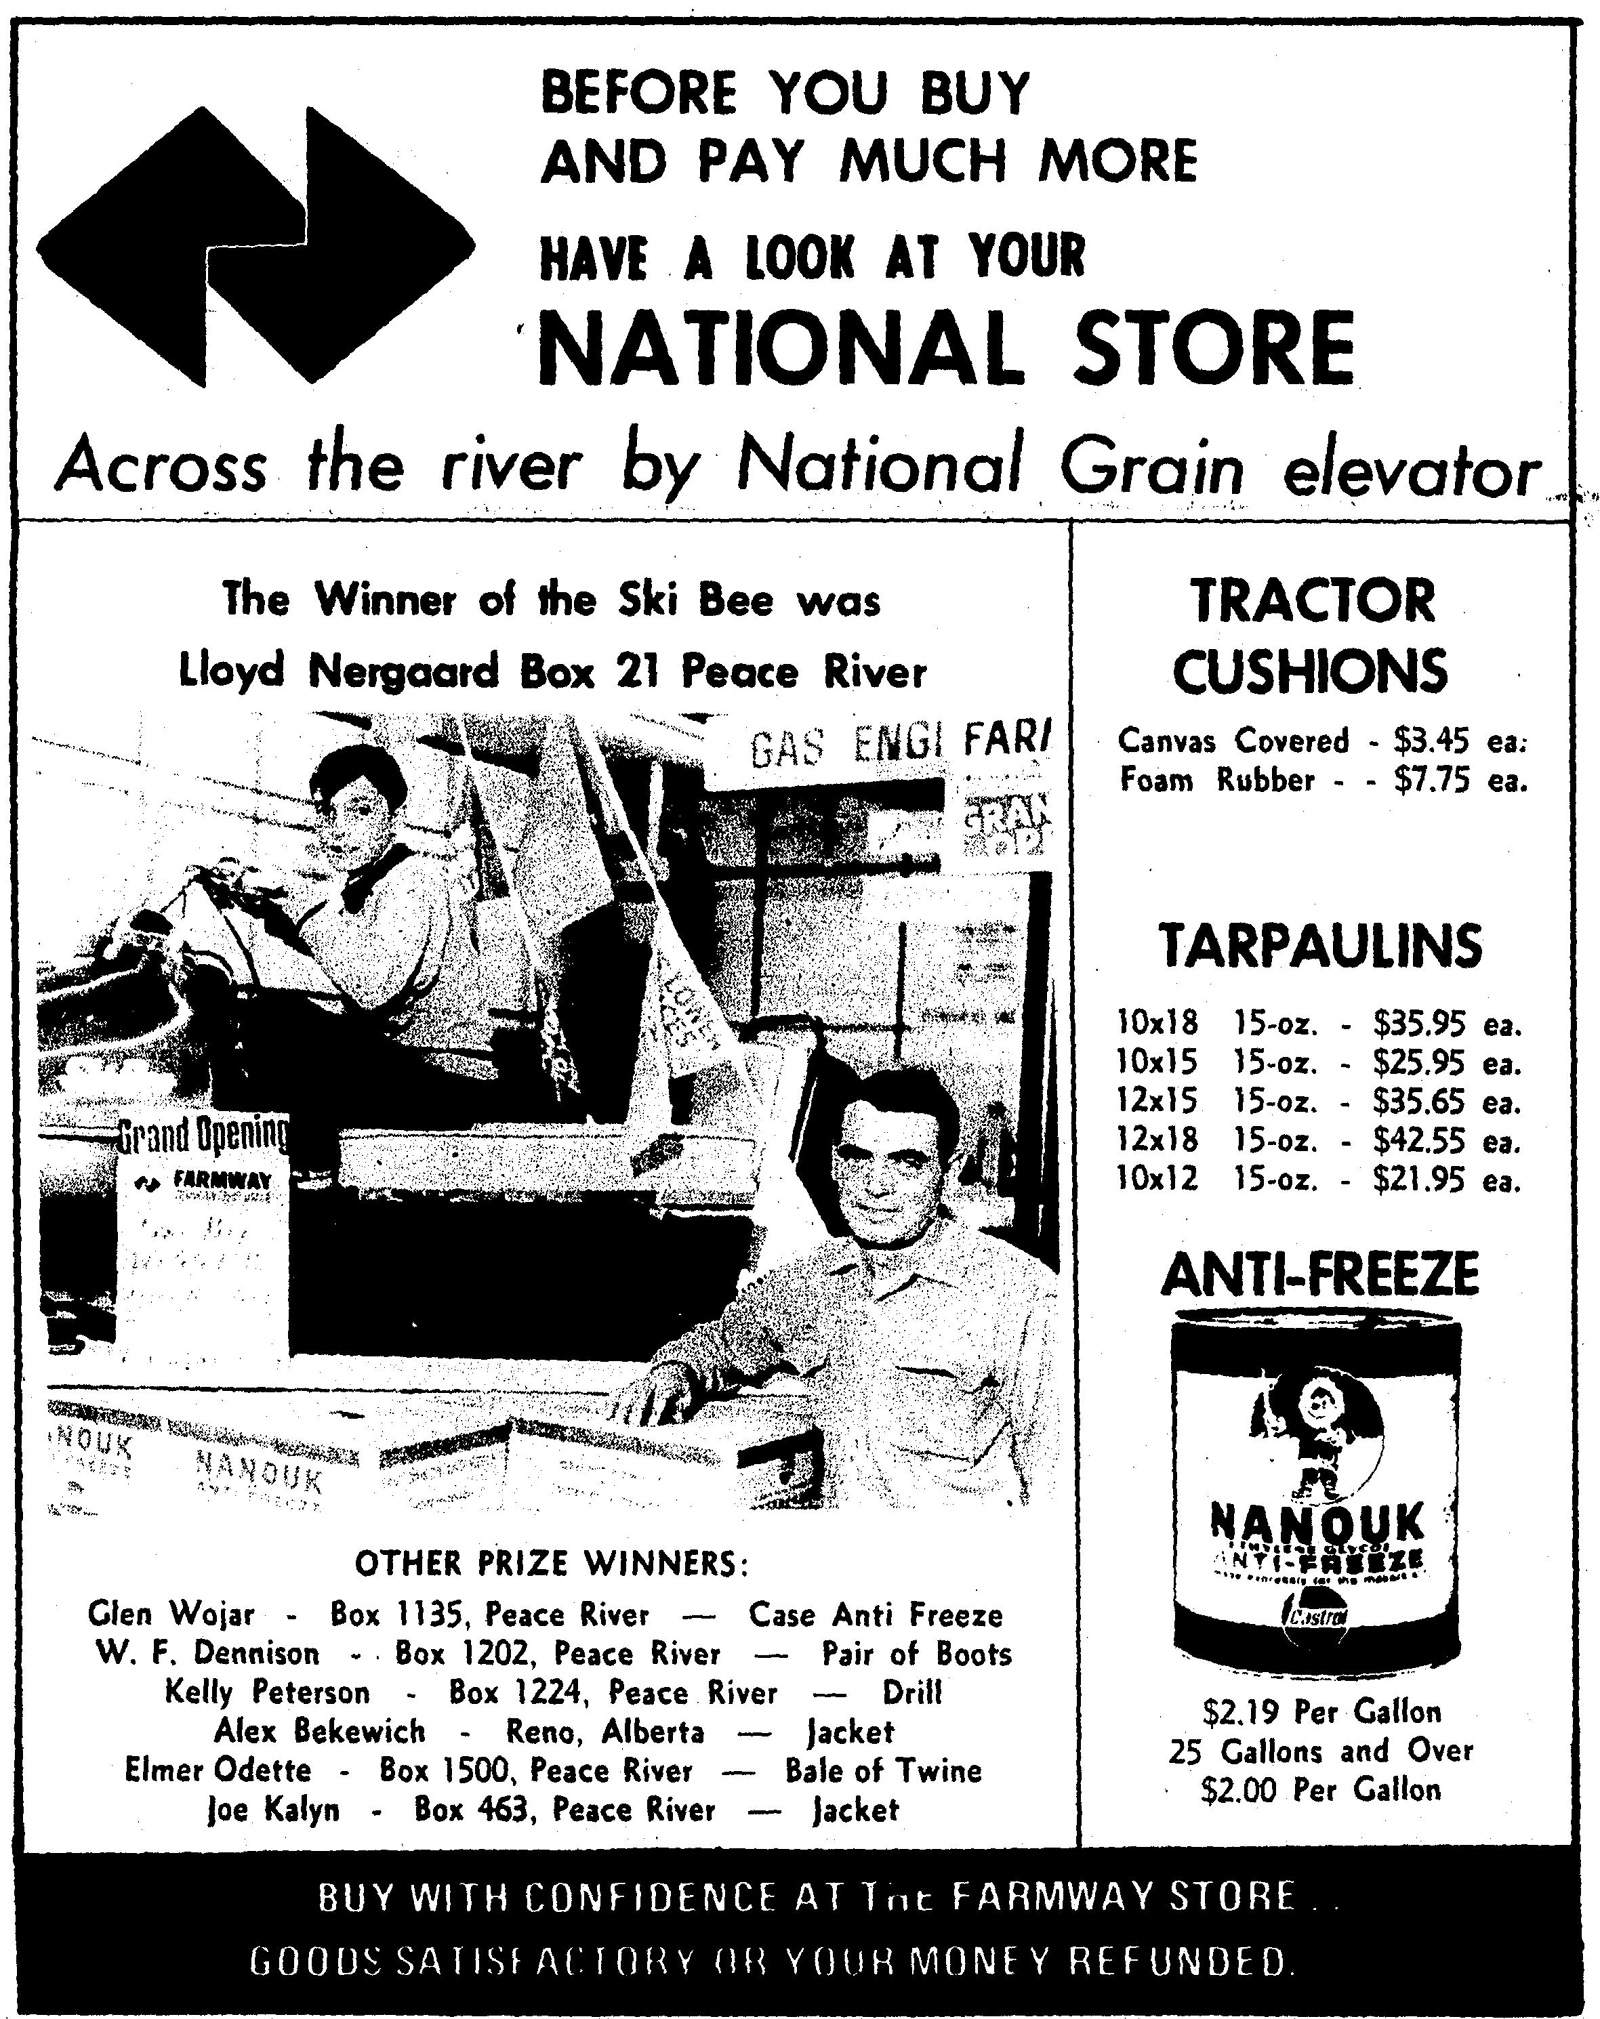 BEFORE YOU BUY
AND PAY MUCH MORE
HAVE A LOOK AT YOUR
NATIONAL STORE
Across the river by National Grain elevator
The Winner of the Ski Bee was
Lloyd Nergaard Box 21 Peace River
GAS ENGI FARI
GRAN
LOWE
Grand Opening
FARMWAY
NOUK
NANOUK
OTHER PRIZE WINNERS:
Glen Wojar - Box 1135, Peace River — Case Anti Freeze
W. F. Dennison - Box 1202, Peace River — Pair of Boots
Kelly Peterson - Box 1224, Peace River — Drill
Alex Bekewich - Reno, Alberta — Jacket
Elmer Odette - Box 1500, Peace River — Bale of Twine
Joe Kalyn - Box 463, Peace River — Jacket
TRACTOR
CUSHIONS
Canvas Covered - $3.45 ea.
Foam Rubber - - $7.75 ea.
TARPAULINS
10x18 15-oz. - $35.95 ea.
10x15 15-oz. - $25.95 ea.
12x15 15-oz. - $35.65 ea.
12x18 15-oz. - $42.55 ea.
10x12 15-oz. - $21.95 ea.
ANTI-FREEZE
NANOUK
ETHYLENE GLYCOL
ANTI-FREEZE
Castrol
$2.19 Per Gallon
25 Gallons and Over
$2.00 Per Gallon
BUY WITH CONFIDENCE AT THE FARMWAY STORE . .
GOODS SATISFACTORY OR YOUR MONEY REFUNDED.